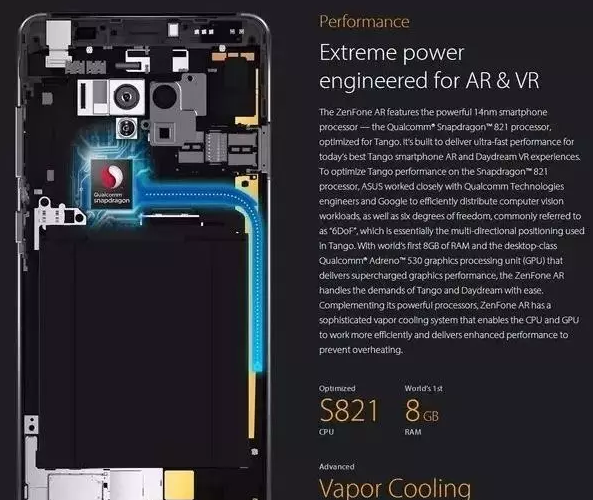 Performance
Extreme power
engineered for AR & VR
The ZenFone AR features the powerful 14nm smartphone
processor — the Qualcomm® Snapdragon™ 821 processor,
optimized for Tango. It's built to deliver ultra-fast performance for
today's best Tango smartphone AR and Daydream VR experiences.
To optimize Tango performance on the Snapdragon™ 821
processor, ASUS worked closely with Qualcomm Technologies
engineers and Google to efficiently distribute computer vision
workloads, as well as six degrees of freedom, commonly referred to
as "6DoF", which is essentially the multi-directional positioning used
in Tango. With world's first 8GB of RAM and the desktop-class
Qualcomm® Adreno™ 530 graphics processing unit (GPU) that
delivers supercharged graphics performance, the ZenFone AR
handles the demands of Tango and Daydream with ease.
Complementing its powerful processors, ZenFone AR has a
sophisticated vapor cooling system that enables the CPU and GPU
to work more efficiently and delivers enhanced performance to
prevent overheating.
Optimized World's 1st
S821 8 GB
CPU RAM
Advanced
Vapor Cooling
Qualcomm
snapdragon